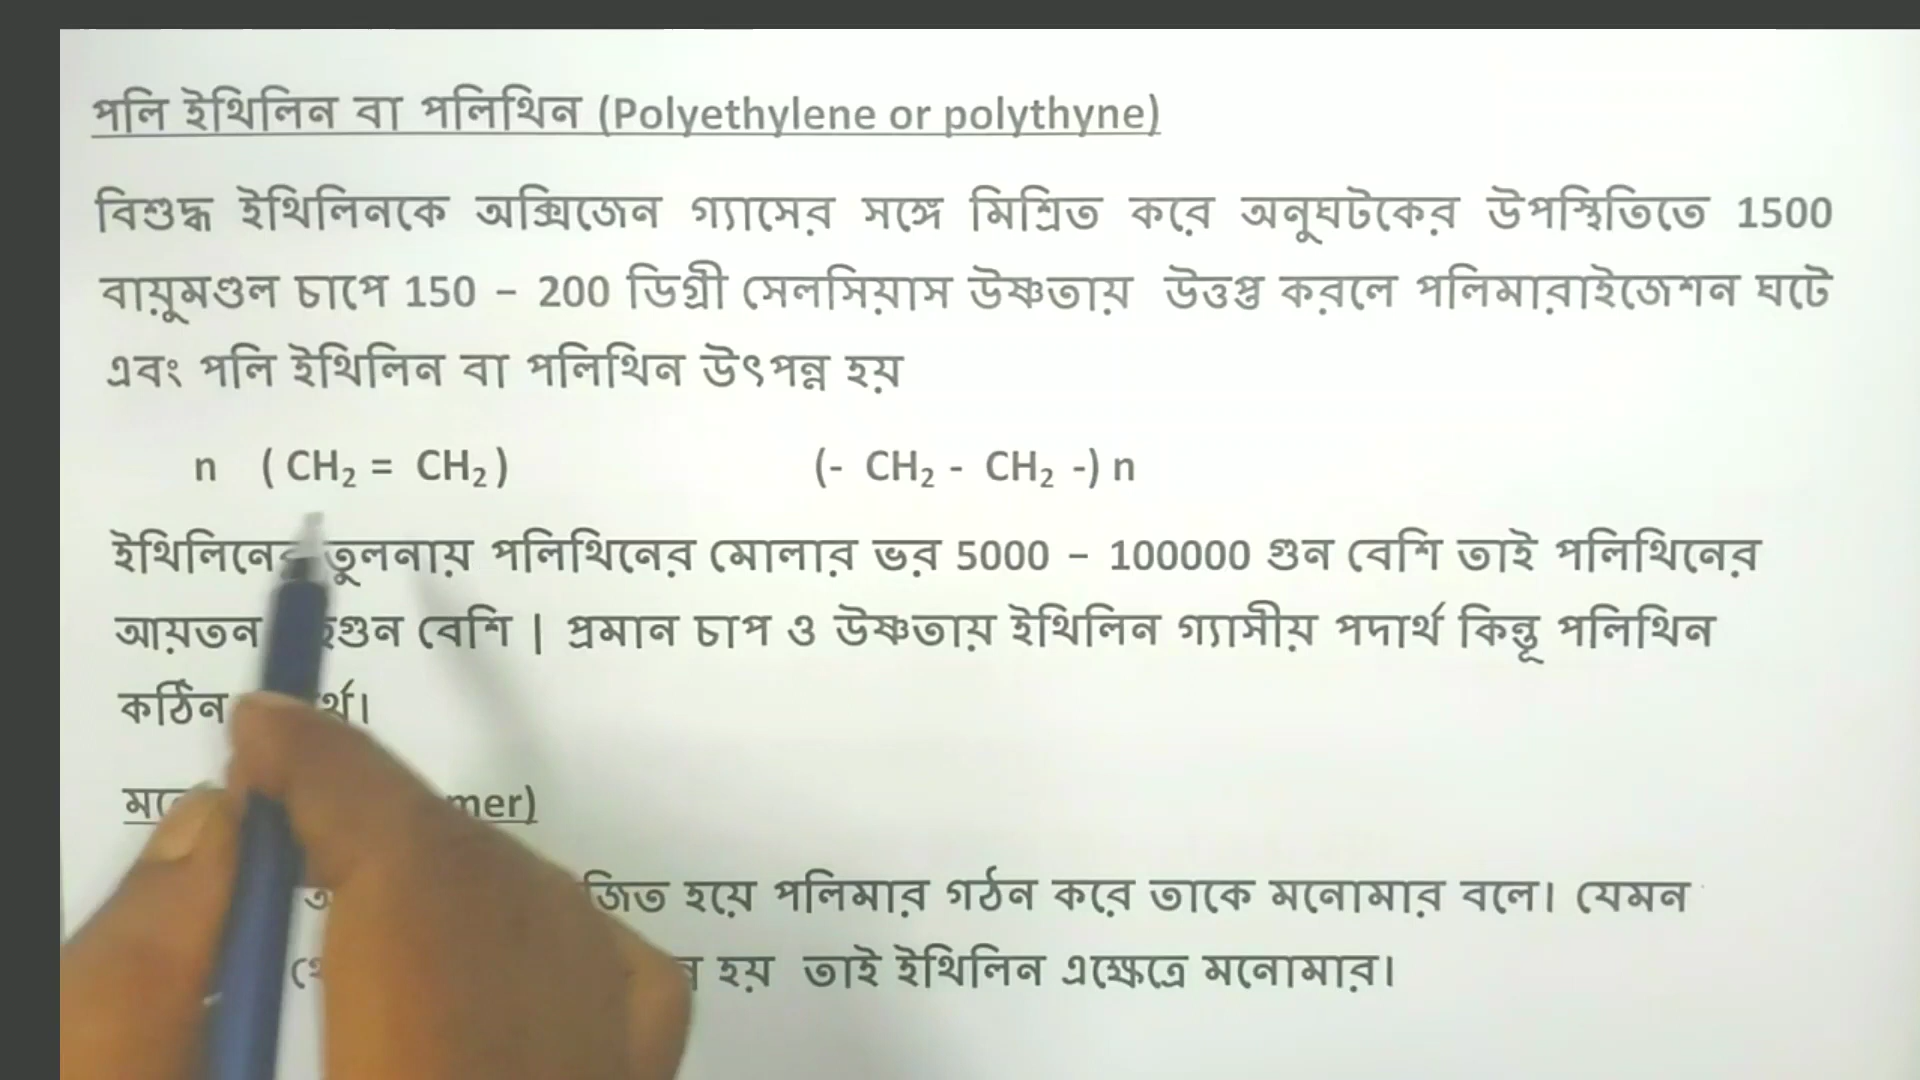 পলি ইথিলিন বা পলিথিন (Polyethylene or polythyne)
বিশুদ্ধ ইথিলিনকে অক্সিজেন গ্যাসের সঙ্গে মিশ্রিত করে অনুঘটকের উপস্থিতিতে 1500
বায়ুমণ্ডল চাপে 150 – 200 ডিগ্রী সেলসিয়াস উষ্ণতায় উত্তপ্ত করলে পলিমারাইজেশন ঘটে
এবং পলি ইথিলিন বা পলিথিন উৎপন্ন হয়
n ( CH₂ = CH₂ ) (- CH₂ - CH₂ -) n
ইথিলিনের তুলনায় পলিথিনের মোলার ভর 5000 – 100000 গুন বেশি তাই পলিথিনের
আয়তন বেশি | প্রমান চাপ ও উষ্ণতায় ইথিলিন গ্যাসীয় পদার্থ কিন্তূ পলিথিন
কঠিন
হয়ে পলিমার গঠন করে তাকে মনোমার বলে। যেমন
হয় তাই ইথিলিন এক্ষেত্রে মনোমার।